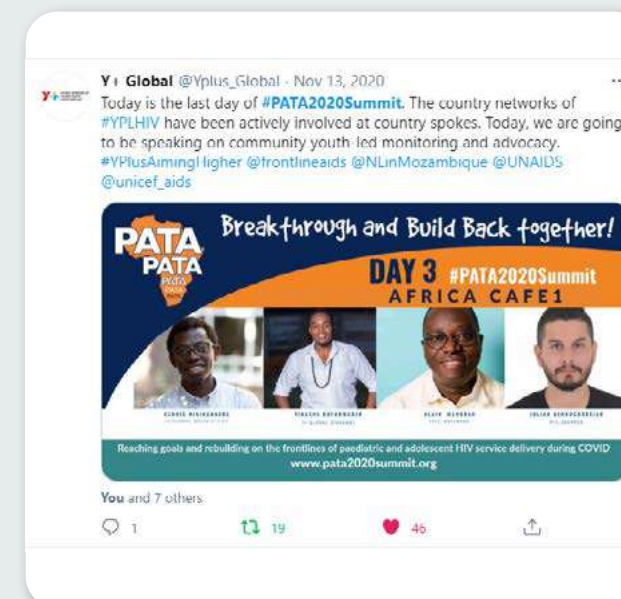 Y+ Global @Yplus_Global · Nov 13, 2020
Today is the last day of #PATA2020Summit. The country networks of
#YPLHIV have been actively involved at country spokes. Today, we are going
to be speaking on community youth-led monitoring and advocacy.
#YPlusAimingHigher @frontlineaids @NLinMozambique @UNAIDS
@unicef_aids
PATA
PATA
PATA
PATA
PATA
Breakthrough and Build Back together!
DAY 3 #PATA2020Summit
AFRICA CAFE1
Reaching goals and rebuilding on the frontlines of paediatric and adolescent HIV service delivery during COVID
www.pata2020summit.org
You and 7 others
1 19 46